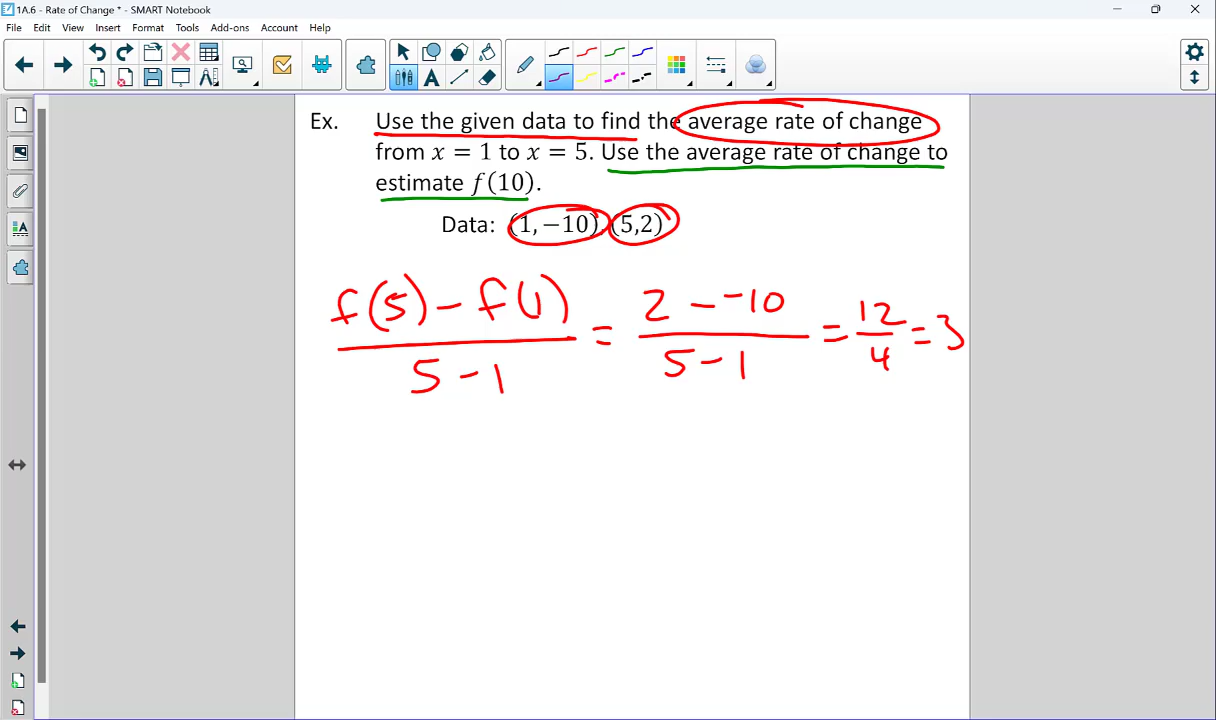 1A.6 - Rate of Change * - SMART Notebook
File Edit View Insert Format Tools Add-ons Account Help
Ex. Use the given data to find the average rate of change
from x = 1 to x = 5. Use the average rate of change to
estimate f(10).
Data: (1, −10), (5,2)
f(5) − f(1) / 5 − 1 = 2 − -10 / 5 − 1 = 12 / 4 = 3